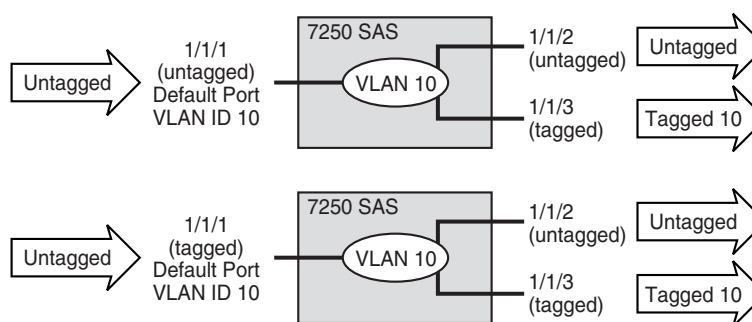 7250 SAS
1/1/1
(untagged)
Default Port
VLAN ID 10
Untagged
VLAN 10
1/1/2
(untagged)
Untagged
1/1/3
(tagged)
Tagged 10
7250 SAS
1/1/1
(tagged)
Default Port
VLAN ID 10
Untagged
VLAN 10
1/1/2
(untagged)
Untagged
1/1/3
(tagged)
Tagged 10